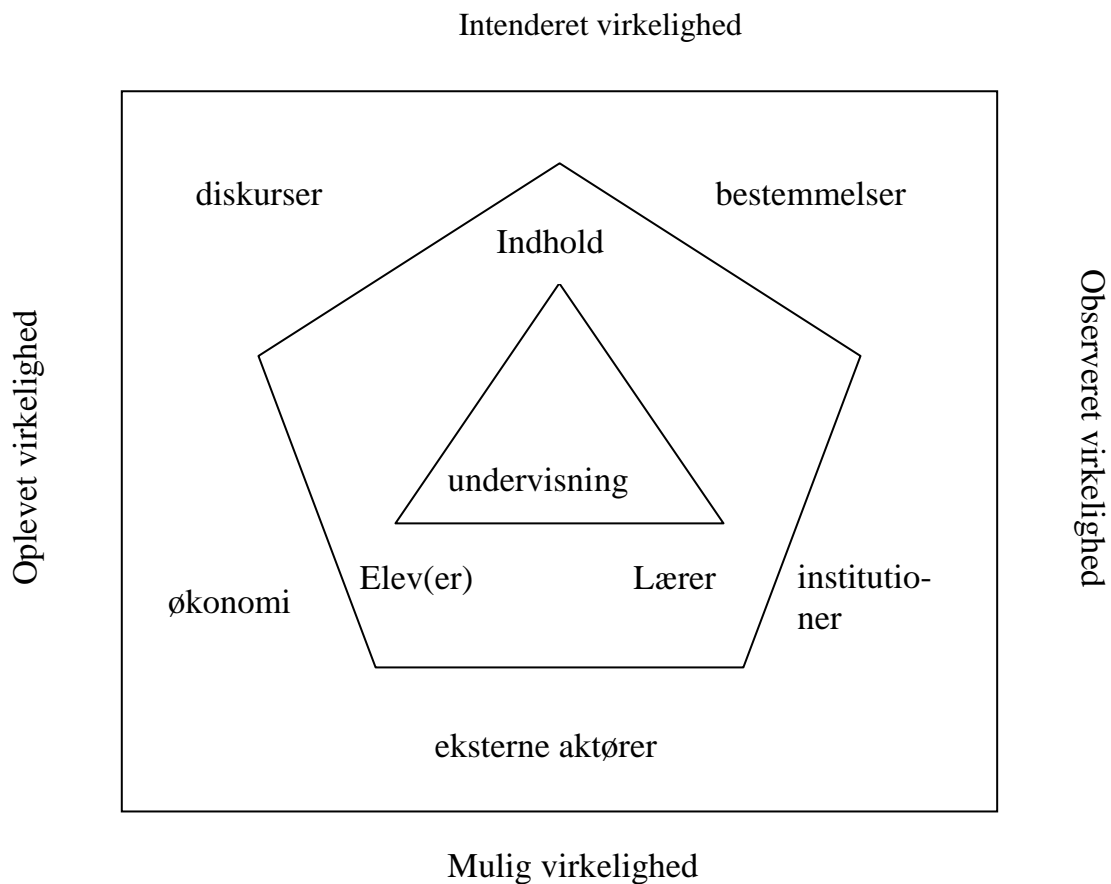 Intenderet virkelighed
diskurser
bestemmelser
Indhold
Oplevet virkelighed
Observeret virkelighed
undervisning
Elev(er)
Lærer
institutio-
ner
økonomi
eksterne aktører
Mulig virkelighed